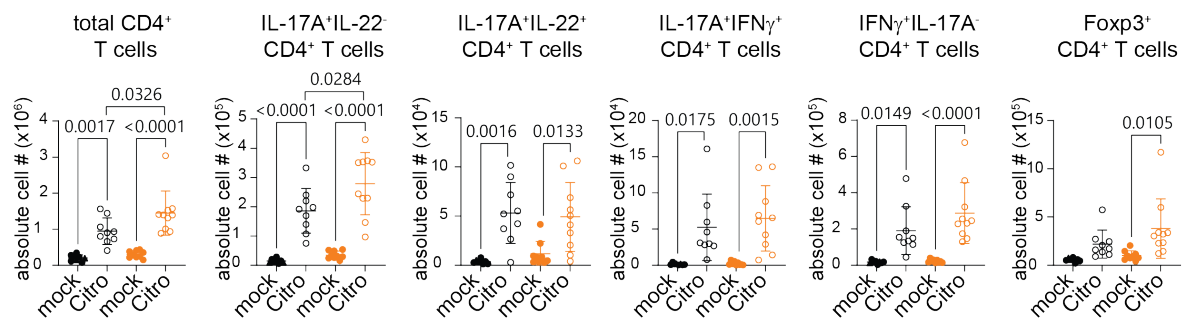 total CD4⁺
T cells
absolute cell # (x10⁶)
0.0326
0.0017
<0.0001
4
3
2
1
0
mock
Citro
mock
Citro
IL-17A⁺IL-22⁻
CD4⁺ T cells
absolute cell # (x10⁵)
0.0284
<0.0001
<0.0001
5
4
3
2
1
0
mock
Citro
mock
Citro
IL-17A⁺IL-22⁺
CD4⁺ T cells
absolute cell # (x10⁴)
0.0016
0.0133
15
10
5
0
mock
Citro
mock
Citro
IL-17A⁺IFNγ⁺
CD4⁺ T cells
absolute cell # (x10⁴)
0.0175
0.0015
20
15
10
5
0
mock
Citro
mock
Citro
IFNγ⁺IL-17A⁻
CD4⁺ T cells
absolute cell # (x10⁵)
0.0149
<0.0001
8
6
4
2
0
mock
Citro
mock
Citro
Foxp3⁺
CD4⁺ T cells
absolute cell # (x10⁵)
0.0105
15
10
5
0
mock
Citro
mock
Citro